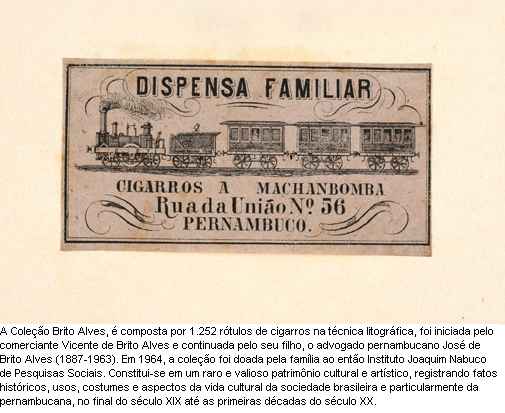 DISPENSA FAMILIAR
CIGARROS A MACHANBOMBA
Rua da União Nº 56
PERNAMBUCO.
A Coleção Brito Alves, é composta por 1.252 rótulos de cigarros na técnica litográfica, foi iniciada pelo
comerciante Vicente de Brito Alves e continuada pelo seu filho, o advogado pernambucano José de
Brito Alves (1887-1963). Em 1964, a coleção foi doada pela família ao então Instituto Joaquim Nabuco
de Pesquisas Sociais. Constitui-se em um raro e valioso patrimônio cultural e artístico, registrando fatos
históricos, usos, costumes e aspectos da vida cultural da sociedade brasileira e particularmente da
pernambucana, no final do século XIX até as primeiras décadas do século XX.